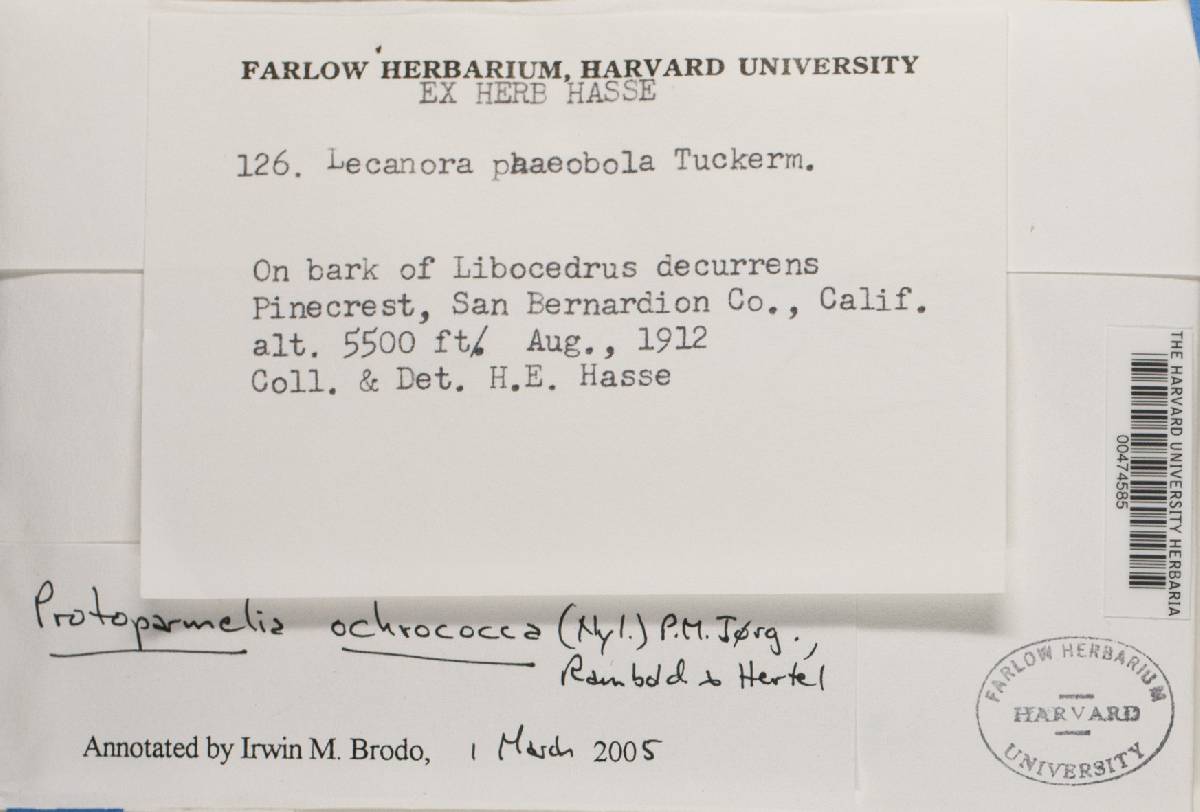 FARLOW HERBARIUM, HARVARD UNIVERSITY
EX HERB HASSE
126. Lecanora phaeobola Tuckerm.
On bark of Libocedrus decurrens
Pinecrest, San Bernardion Co., Calif.
alt. 5500 ft. Aug., 1912
Coll. & Det. H.E. Hasse
THE HARVARD UNIVERSITY HERBARIA
00474585
Protoparmelia ochrococca (Nyl.) P.M. Jørg.,
Rambold & Hertel
Annotated by Irwin M. Brodo, 1 March 2005
FARLOW HERBARIUM
HARVARD
UNIVERSITY